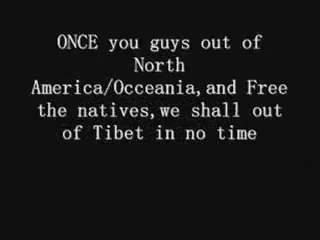 ONCE you guys out of
North
America/Occeania,and Free
the natives,we shall out
of Tibet in no time